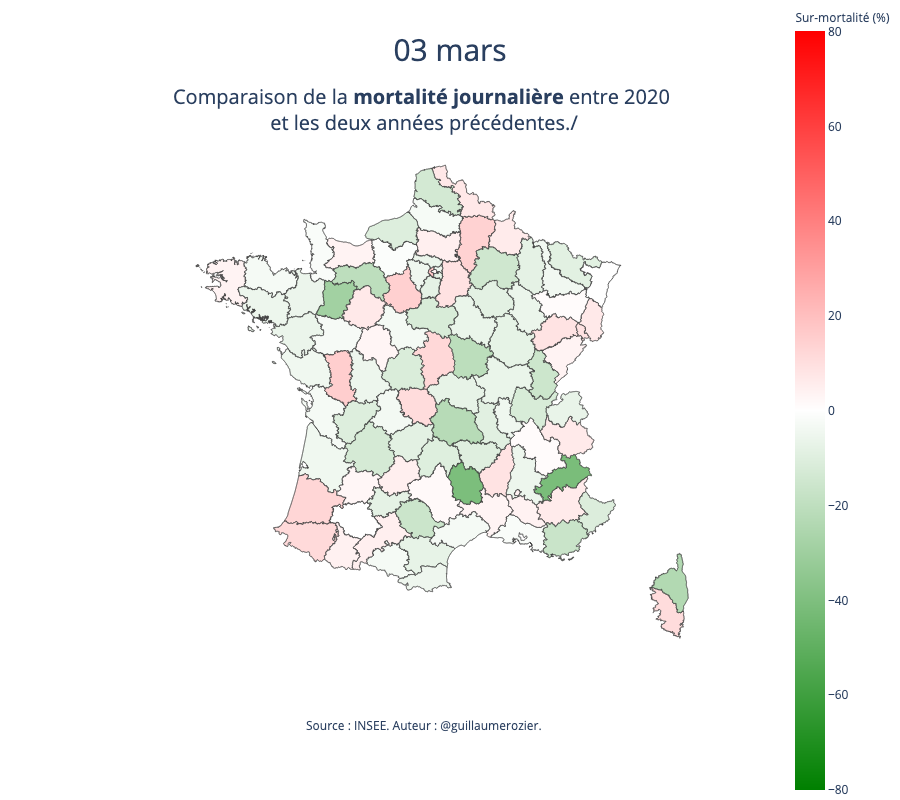 Sur-mortalité (%)
03 mars
Comparaison de la mortalité journalière entre 2020
et les deux années précédentes./
80
60
40
20
0
−20
−40
−60
−80
Source : INSEE. Auteur : @guillaumerozier.